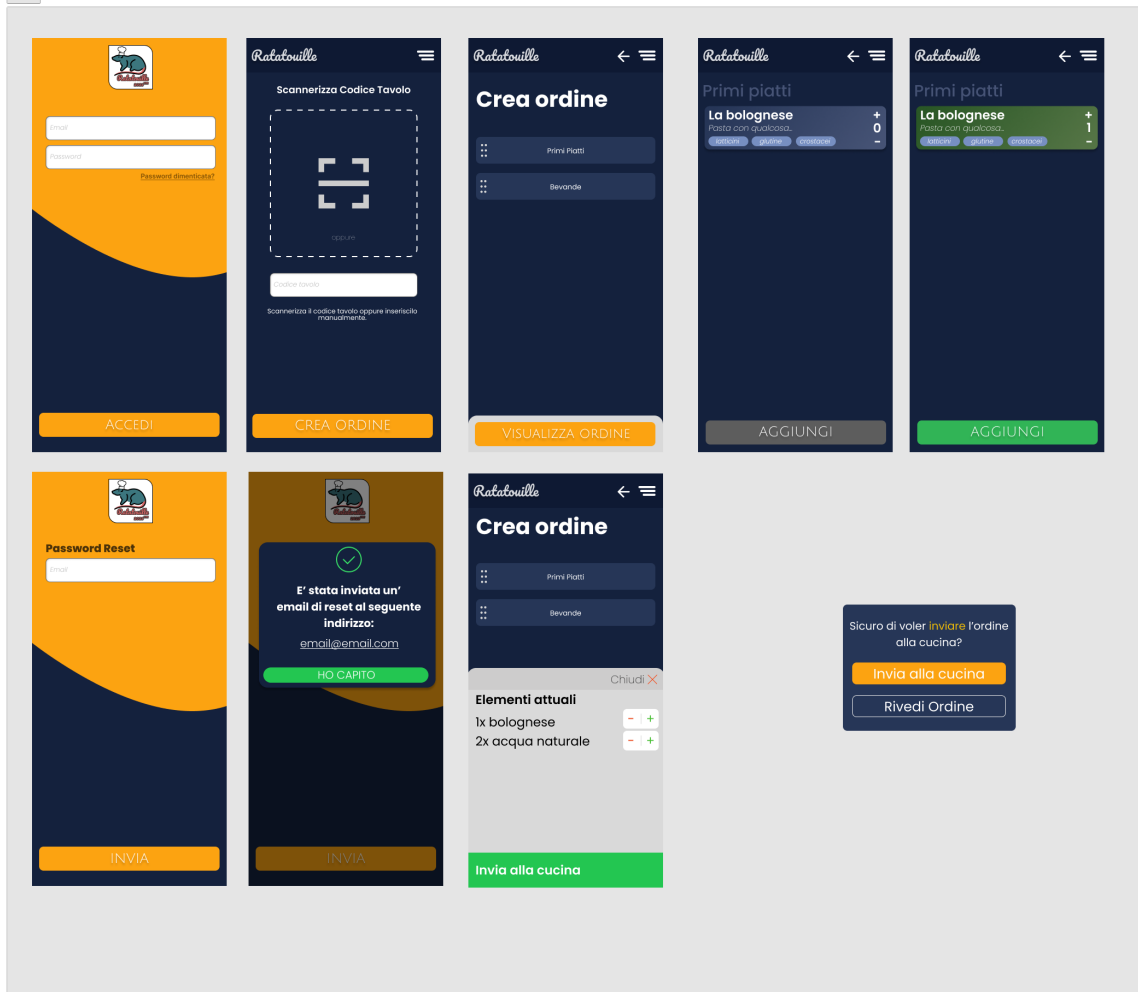 Ratatouille
Email
Password
Password dimenticata?
ACCEDI
Ratatouille
Scannerizza Codice Tavolo
oppure
Codice tavolo
Scannerizza il codice tavolo oppure inseriscilo
manualmente.
CREA ORDINE
Ratatouille
Crea ordine
Primi Piatti
Bevande
VISUALIZZA ORDINE
Ratatouille
Primi piatti
La bolognese
+
Pasta con qualcosa..
0
latticini glutine crostacei
-
AGGIUNGI
Ratatouille
Primi piatti
La bolognese
+
Pasta con qualcosa..
1
latticini glutine crostacei
-
AGGIUNGI
Ratatouille
Password Reset
Email
INVIA
Ratatouille
E' stata inviata un'
email di reset al seguente
indirizzo:
email@email.com
HO CAPITO
INVIA
Ratatouille
Crea ordine
Primi Piatti
Bevande
Chiudi
Elementi attuali
1x bolognese - +
2x acqua naturale - +
Invia alla cucina
Sicuro di voler inviare l'ordine
alla cucina?
Invia alla cucina
Rivedi Ordine